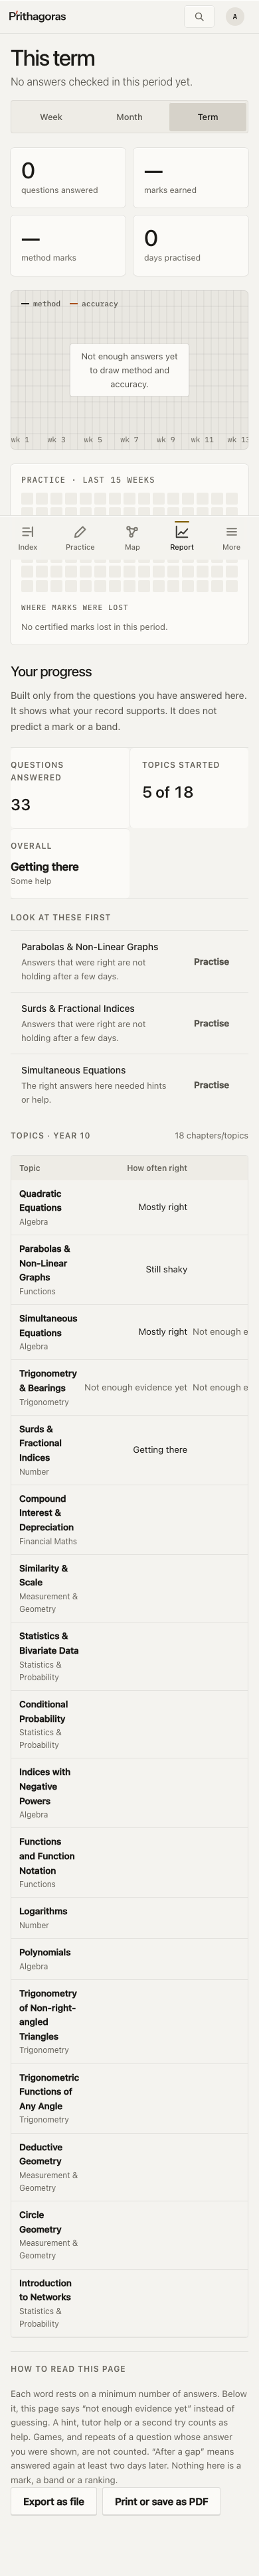 Prithagoras
A
This term
No answers checked in this period yet.
Week
Month
Term
0
questions answered
—
marks earned
—
method marks
0
days practised
method
accuracy
Not enough answers yet
to draw method and
accuracy.
wk 1
wk 3
wk 5
wk 7
wk 9
wk 11
wk 13
PRACTICE · LAST 15 WEEKS
Index
Practice
Map
Report
More
WHERE MARKS WERE LOST
No certified marks lost in this period.
Your progress
Built only from the questions you have answered here.
It shows what your record supports. It does not
predict a mark or a band.
QUESTIONS
ANSWERED
33
TOPICS STARTED
5 of 18
OVERALL
Getting there
Some help
LOOK AT THESE FIRST
Parabolas & Non-Linear Graphs
Answers that were right are not
holding after a few days.
Practise
Surds & Fractional Indices
Answers that were right are not
holding after a few days.
Practise
Simultaneous Equations
The right answers here needed hints
or help.
Practise
TOPICS · YEAR 10
18 chapters/topics
Topic
How often right
Quadratic
Equations
Algebra
Mostly right
Parabolas &
Non-Linear
Graphs
Functions
Still shaky
Simultaneous
Equations
Algebra
Mostly right
Not enough e
Trigonometry
& Bearings
Trigonometry
Not enough evidence yet
Not enough e
Surds &
Fractional
Indices
Number
Getting there
Compound
Interest &
Depreciation
Financial Maths
Similarity &
Scale
Measurement &
Geometry
Statistics &
Bivariate Data
Statistics &
Probability
Conditional
Probability
Statistics &
Probability
Indices with
Negative
Powers
Algebra
Functions
and Function
Notation
Functions
Logarithms
Number
Polynomials
Algebra
Trigonometry
of Non-right-
angled
Triangles
Trigonometry
Trigonometric
Functions of
Any Angle
Trigonometry
Deductive
Geometry
Measurement &
Geometry
Circle
Geometry
Measurement &
Geometry
Introduction
to Networks
Statistics &
Probability
HOW TO READ THIS PAGE
Each word rests on a minimum number of answers. Below
it, this page says “not enough evidence yet” instead of
guessing. A hint, tutor help or a second try counts as
help. Games, and repeats of a question whose answer
you were shown, are not counted. “After a gap” means
answered again at least two days later. Nothing here is a
mark, a band or a ranking.
Export as file
Print or save as PDF